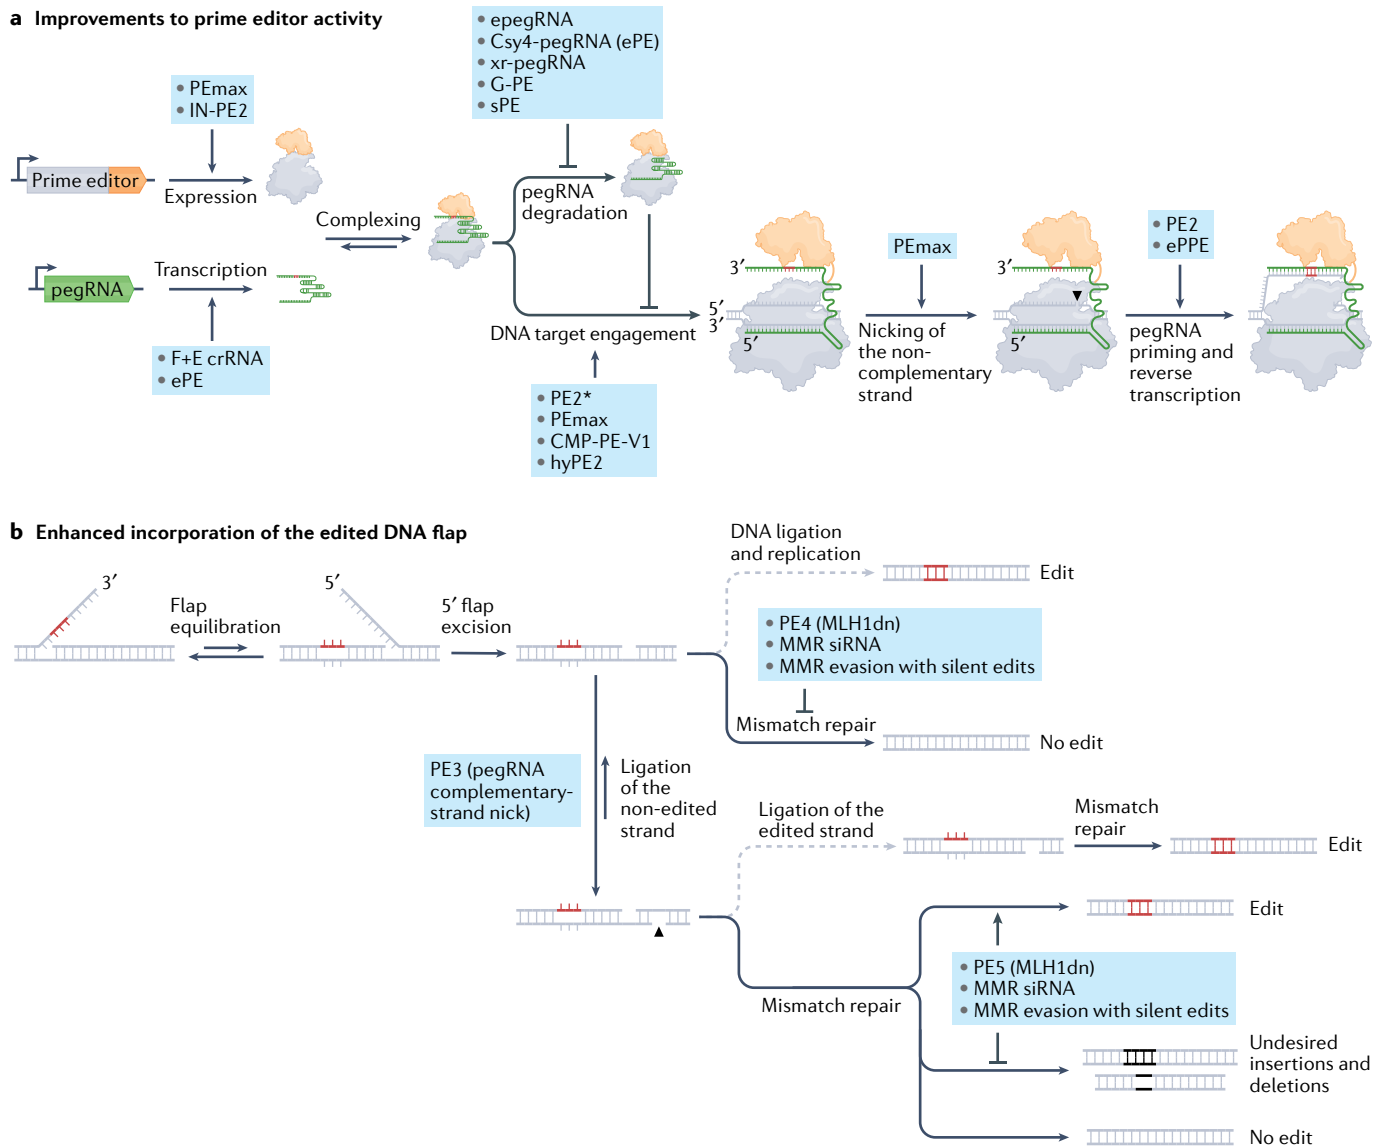 a Improvements to prime editor activity
• epegRNA
• Csy4-pegRNA (ePE)
• xr-pegRNA
• G-PE
• sPE
• PEmax
• IN-PE2
Prime editor
Expression
Complexing
pegRNA
degradation
pegRNA
Transcription
• F+E crRNA
• ePE
DNA target engagement
• PE2*
• PEmax
• CMP-PE-V1
• hyPE2
3′
5′
3′
5′
PEmax
Nicking of
the non-
complementary
strand
3′
5′
• PE2
• ePPE
pegRNA
priming and
reverse
transcription
b Enhanced incorporation of the edited DNA flap
3′
Flap
equilibration
5′
5′ flap
excision
DNA ligation
and replication
Edit
• PE4 (MLH1dn)
• MMR siRNA
• MMR evasion with silent edits
Mismatch repair
No edit
PE3 (pegRNA
complementary-
strand nick)
Ligation
of the
non-edited
strand
Ligation of the
edited strand
Mismatch
repair
Edit
Edit
• PE5 (MLH1dn)
• MMR siRNA
• MMR evasion with silent edits
Mismatch repair
Undesired
insertions and
deletions
No edit